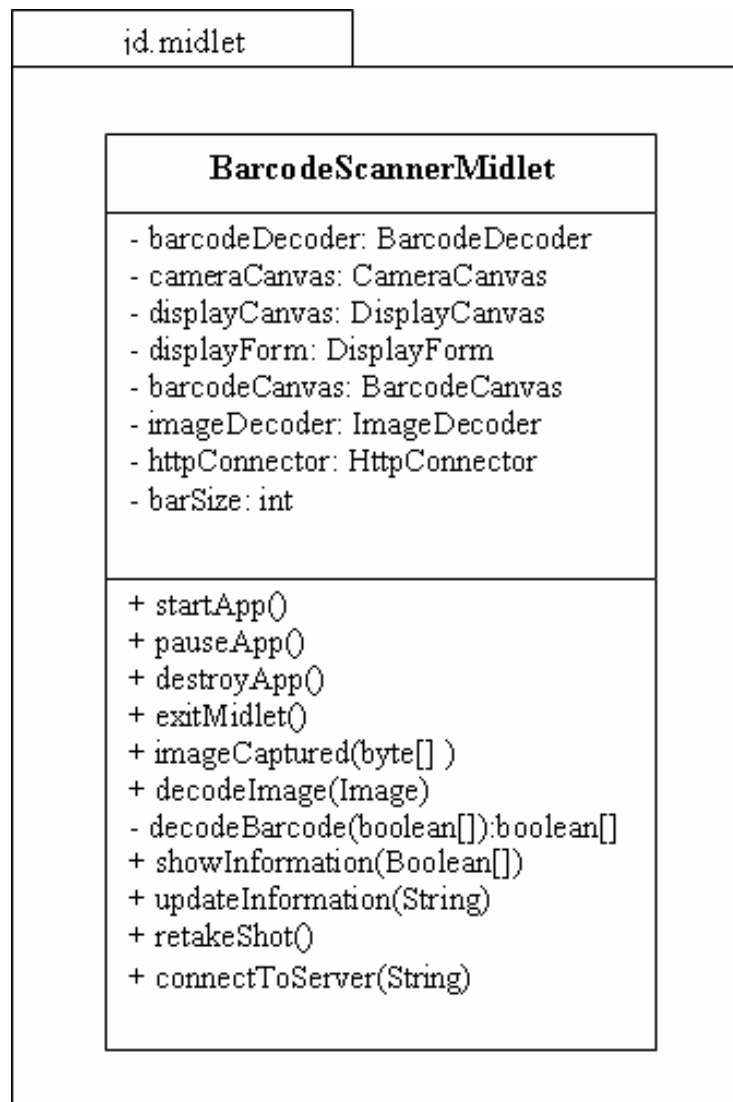 jd.midlet
BarcodeScannerMidlet
- barcodeDecoder: BarcodeDecoder
- cameraCanvas: CameraCanvas
- displayCanvas: DisplayCanvas
- displayForm: DisplayForm
- barcodeCanvas: BarcodeCanvas
- imageDecoder: ImageDecoder
- httpConnector: HttpConnector
- barSize: int
+ startApp()
+ pauseApp()
+ destroyApp()
+ exitMidlet()
+ imageCaptured(byte[] )
+ decodeImage(Image)
- decodeBarcode(boolean[]):boolean[]
+ showInformation(Boolean[])
+ updateInformation(String)
+ retakeShot()
+ connectToServer(String)